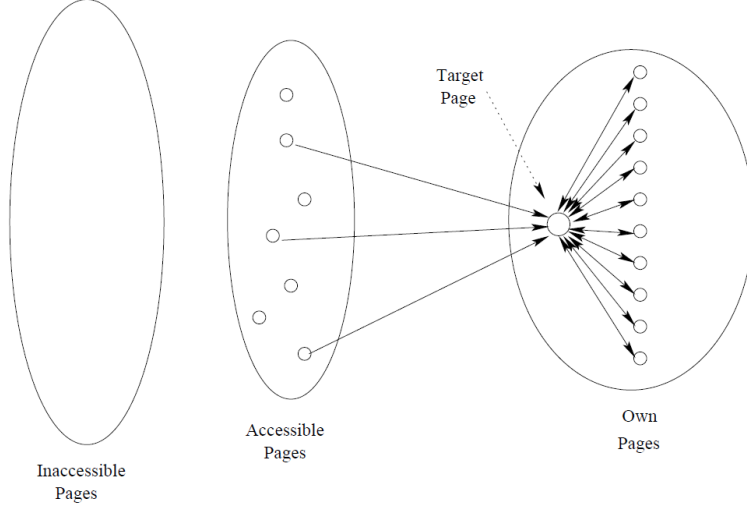 Target
Page
Own
Pages
Accessible
Pages
Inaccessible
Pages